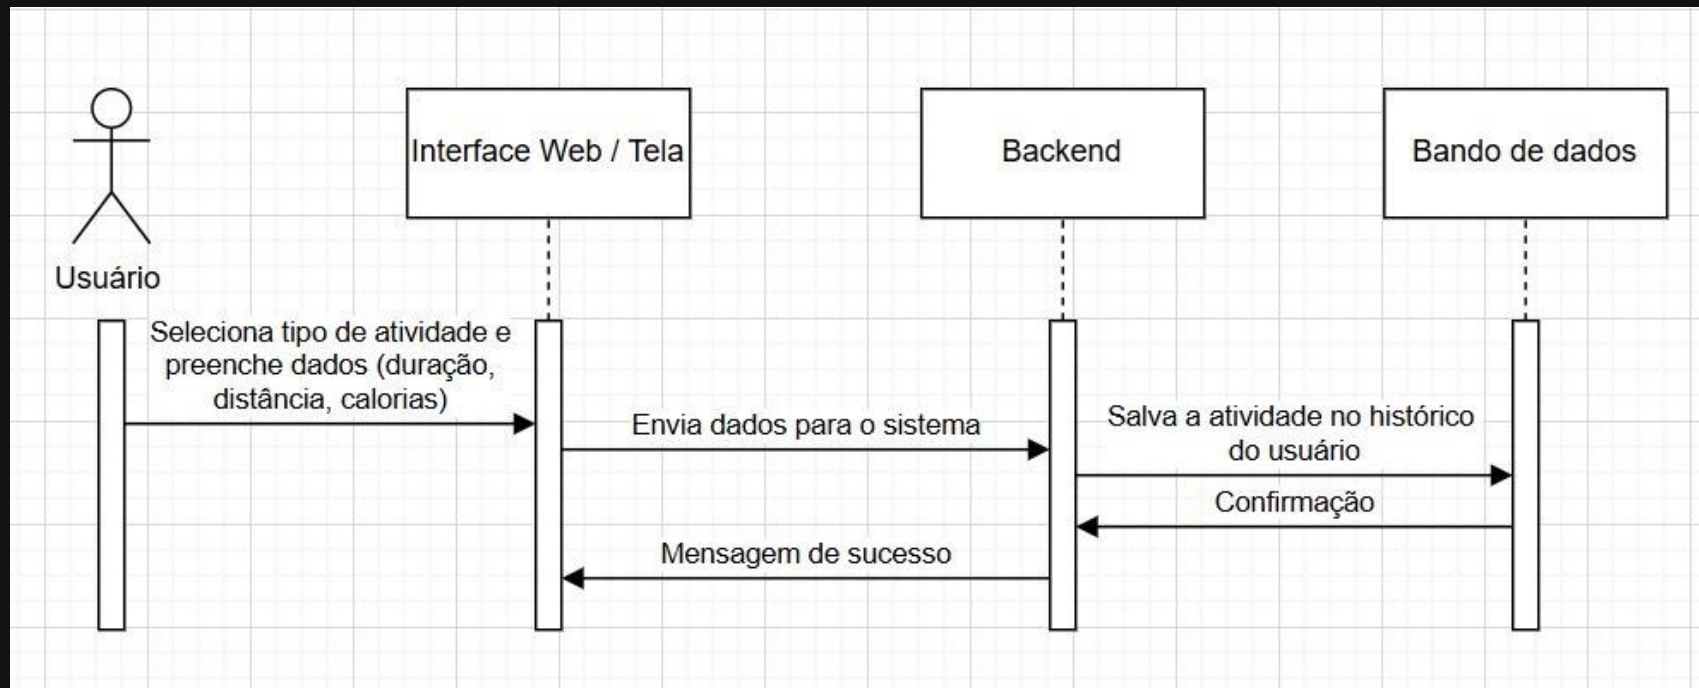 Interface Web / Tela
Backend
Bando de dados
Usuário
Seleciona tipo de atividade e
preenche dados (duração,
distância, calorias)
Envia dados para o sistema
Salva a atividade no histórico
do usuário
Confirmação
Mensagem de sucesso